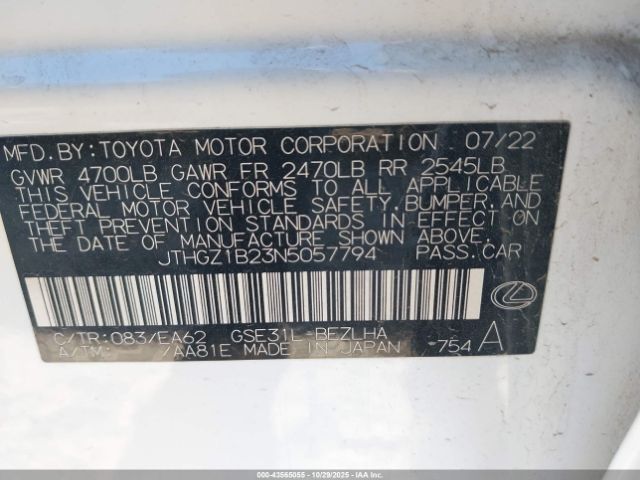 MFD.BY:TOYOTA MOTOR CORPORATION 07/22
GVWR 4700LB GAWR FR 2470LB RR 2545LB
THIS VEHICLE CONFORMS TO ALL APPLICABLE
FEDERAL MOTOR VEHICLE SAFETY,BUMPER,AND
THEFT PREVENTION STANDARDS IN EFFECT ON
THE DATE OF MANUFACTURE SHOWN ABOVE.
JTHGZ1B23N5057794 PASS.CAR
C/TR:083/EA62 GSE31L-BEZLHA
A/TM: /AA81E MADE IN JAPAN *754 A
000-43565055 | 10/29/2025 | IAAI.com